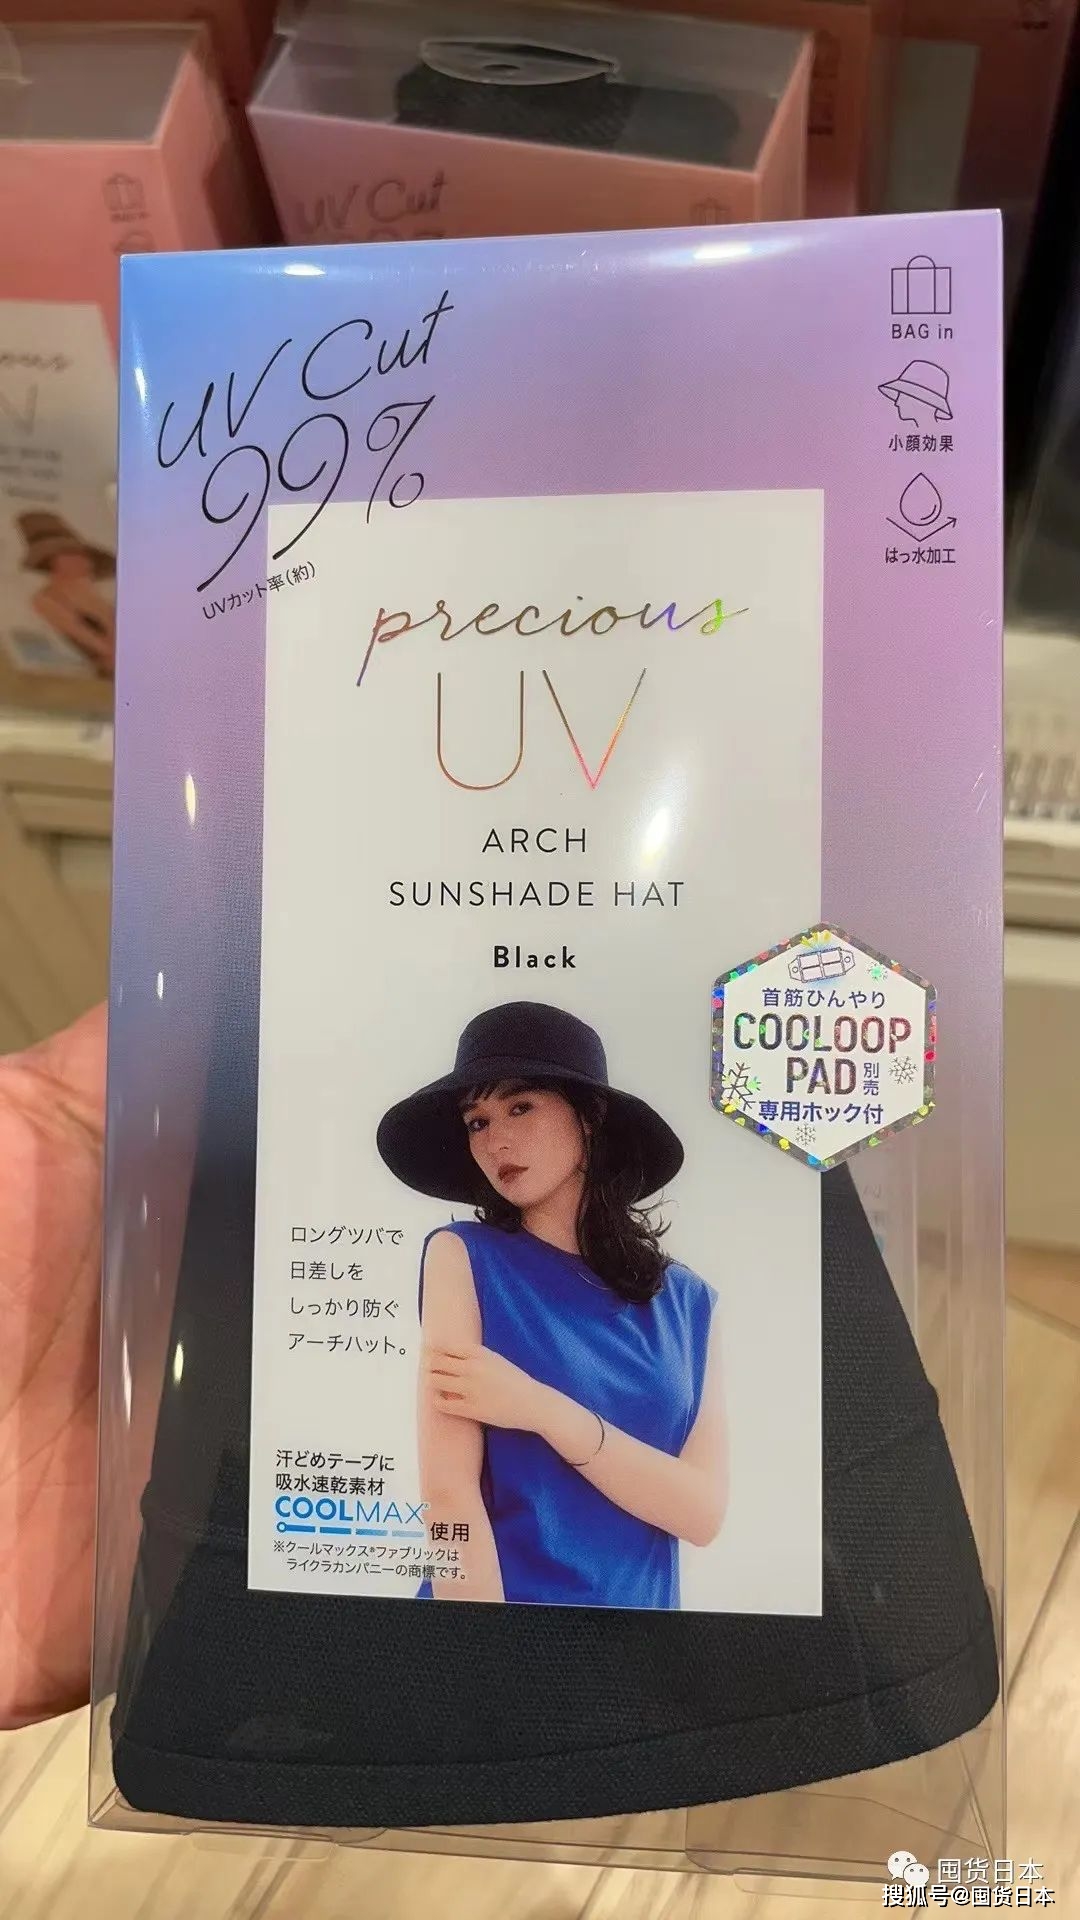 UV Cut
UV Cut
99%
UVカット率(約)
BAG in
小顔効果
はっ水加工
precious
UV
ARCH
SUNSHADE HAT
Black
首筋ひんやり
COOLOOP
PAD 別売
専用ホック付
ロングツバで
日差しを
しっかり防ぐ
アーチハット。
汗どめテープに
吸水速乾素材
COOLMAX® 使用
※クールマックス®ファブリックは
ライクラカンパニーの商標です。
囤货日本
搜狐号@囤货日本